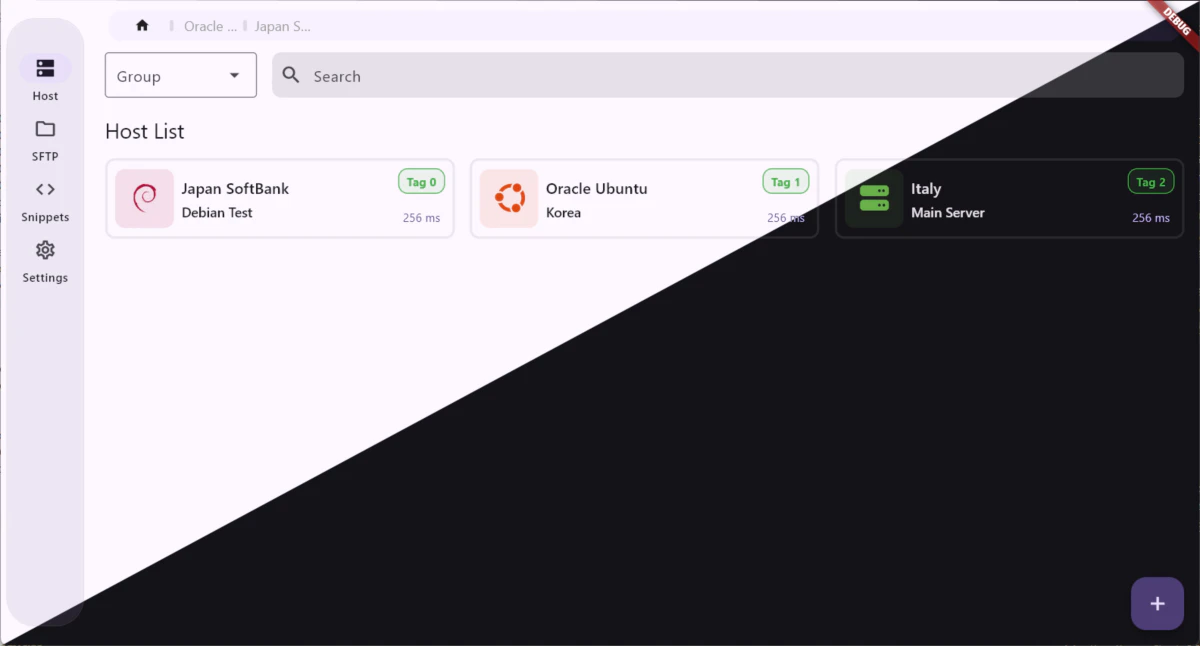 Oracle ... Japan S...
DEBUG
Group
Search
Host
SFTP
Snippets
Settings
Host List
Japan SoftBank
Debian Test
Tag 0
256 ms
Oracle Ubuntu
Korea
Tag 1
256 ms
Italy
Main Server
Tag 2
256 ms